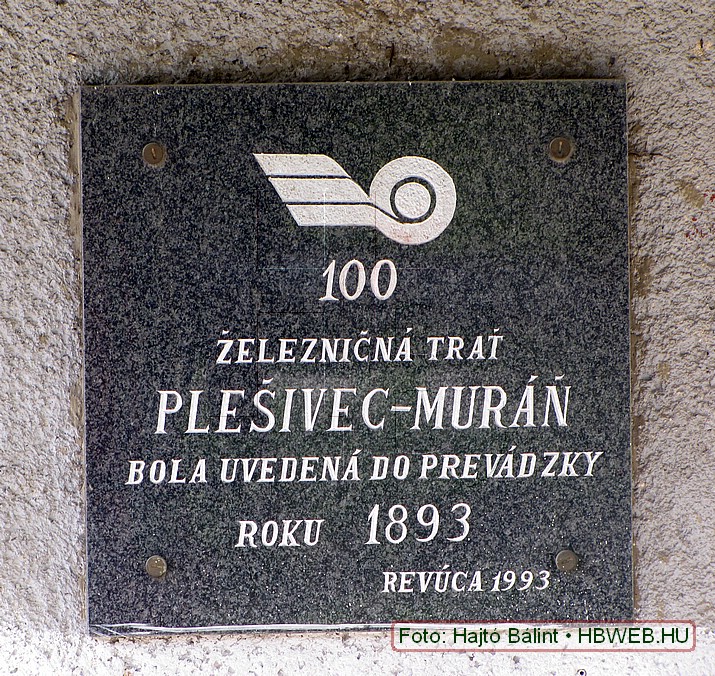 100
ŽELEZNIČNÁ TRAŤ
PLEŠIVEC-MURÁŇ
BOLA UVEDENÁ DO PREVÁDZKY
ROKU 1893
REVÚCA 1993
Foto: Hajtó Bálint • HBWEB.HU